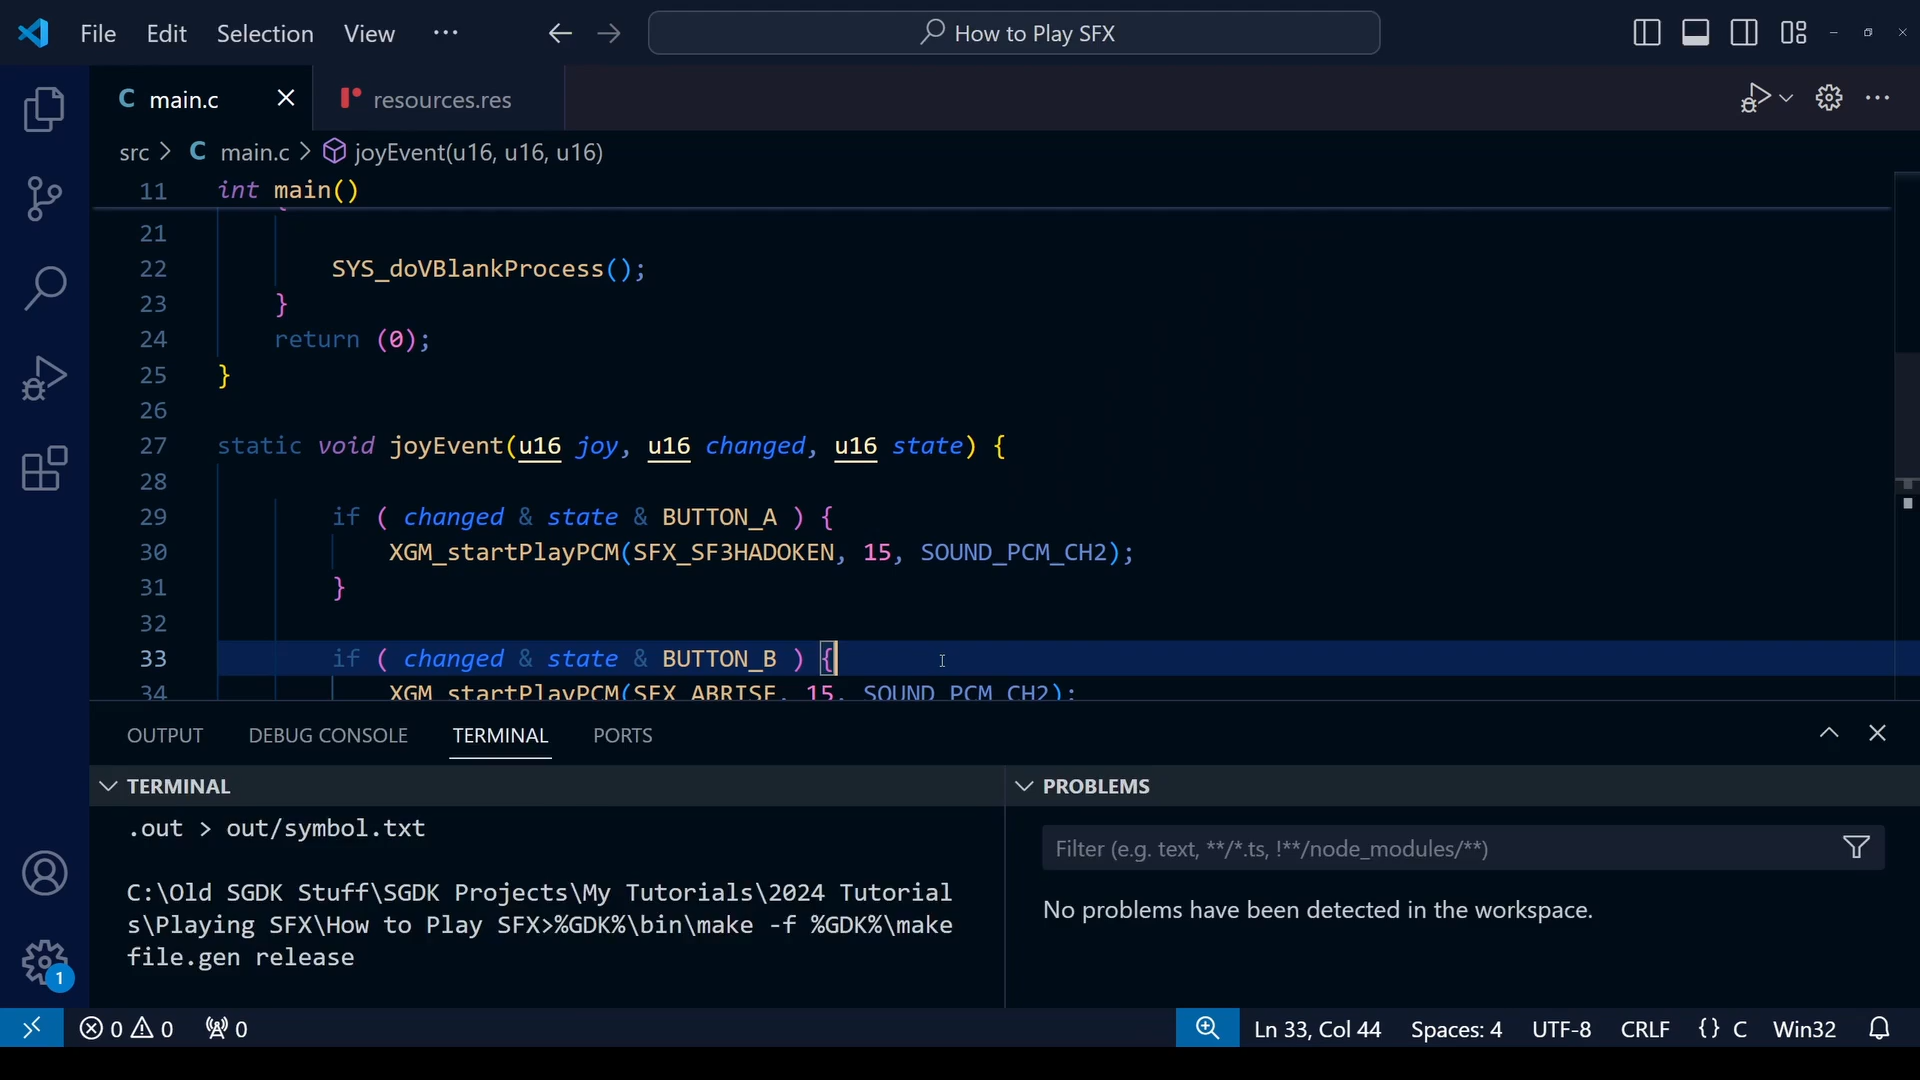 File Edit Selection View ··· How to Play SFX
C main.c resources.res
src > C main.c > joyEvent(u16, u16, u16)
11 int main()
21
22 SYS_doVBlankProcess();
23 }
24 return (0);
25 }
26
27 static void joyEvent(u16 joy, u16 changed, u16 state) {
28
29 if ( changed & state & BUTTON_A ) {
30 XGM_startPlayPCM(SFX_SF3HADOKEN, 15, SOUND_PCM_CH2);
31 }
32
33 if ( changed & state & BUTTON_B ) {
34 XGM_startPlayPCM(SFX_ABRISE, 15, SOUND_PCM_CH2);
OUTPUT DEBUG CONSOLE TERMINAL PORTS
TERMINAL
.out > out/symbol.txt
C:\Old SGDK Stuff\SGDK Projects\My Tutorials\2024 Tutorial
s\Playing SFX\How to Play SFX>%GDK%\bin\make -f %GDK%\make
file.gen release
PROBLEMS
Filter (e.g. text, **/*.ts, !**/node_modules/**)
No problems have been detected in the workspace.
1
0 0 0 Ln 33, Col 44 Spaces: 4 UTF-8 CRLF {} C Win32